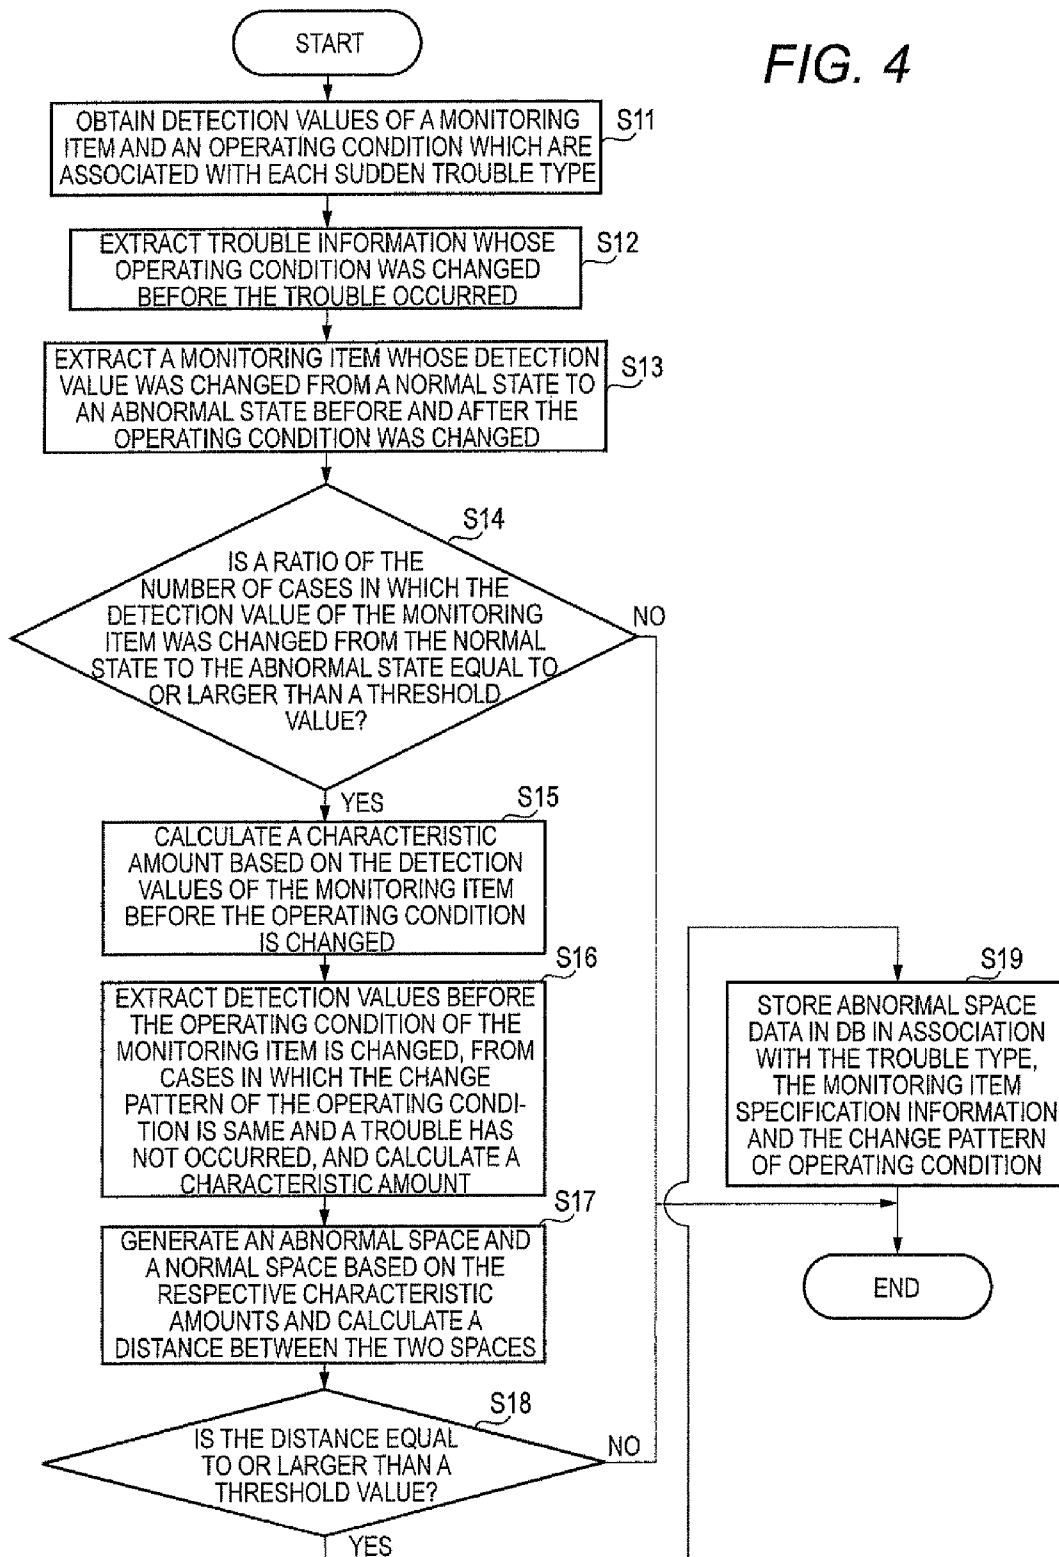 FIG. 4
START
S11
OBTAIN DETECTION VALUES OF A MONITORING
ITEM AND AN OPERATING CONDITION WHICH ARE
ASSOCIATED WITH EACH SUDDEN TROUBLE TYPE
S12
EXTRACT TROUBLE INFORMATION WHOSE
OPERATING CONDITION WAS CHANGED
BEFORE THE TROUBLE OCCURRED
S13
EXTRACT A MONITORING ITEM WHOSE DETECTION
VALUE WAS CHANGED FROM A NORMAL STATE TO
AN ABNORMAL STATE BEFORE AND AFTER THE
OPERATING CONDITION WAS CHANGED
S14
IS A RATIO OF THE
NUMBER OF CASES IN WHICH THE
DETECTION VALUE OF THE MONITORING
ITEM WAS CHANGED FROM THE NORMAL
STATE TO THE ABNORMAL STATE EQUAL TO
OR LARGER THAN A THRESHOLD
VALUE?
NO
YES
S15
CALCULATE A CHARACTERISTIC
AMOUNT BASED ON THE DETECTION
VALUES OF THE MONITORING ITEM
BEFORE THE OPERATING CONDITION
IS CHANGED
S16
EXTRACT DETECTION VALUES BEFORE
THE OPERATING CONDITION OF THE
MONITORING ITEM IS CHANGED, FROM
CASES IN WHICH THE CHANGE
PATTERN OF THE OPERATING CONDI-
TION IS SAME AND A TROUBLE HAS
NOT OCCURRED, AND CALCULATE A
CHARACTERISTIC AMOUNT
S17
GENERATE AN ABNORMAL SPACE AND
A NORMAL SPACE BASED ON THE
RESPECTIVE CHARACTERISTIC
AMOUNTS AND CALCULATE A
DISTANCE BETWEEN THE TWO SPACES
S18
IS THE DISTANCE EQUAL
TO OR LARGER THAN A
THRESHOLD VALUE?
NO
YES
S19
STORE ABNORMAL SPACE
DATA IN DB IN ASSOCIATION
WITH THE TROUBLE TYPE,
THE MONITORING ITEM
SPECIFICATION INFORMATION
AND THE CHANGE PATTERN
OF OPERATING CONDITION
END